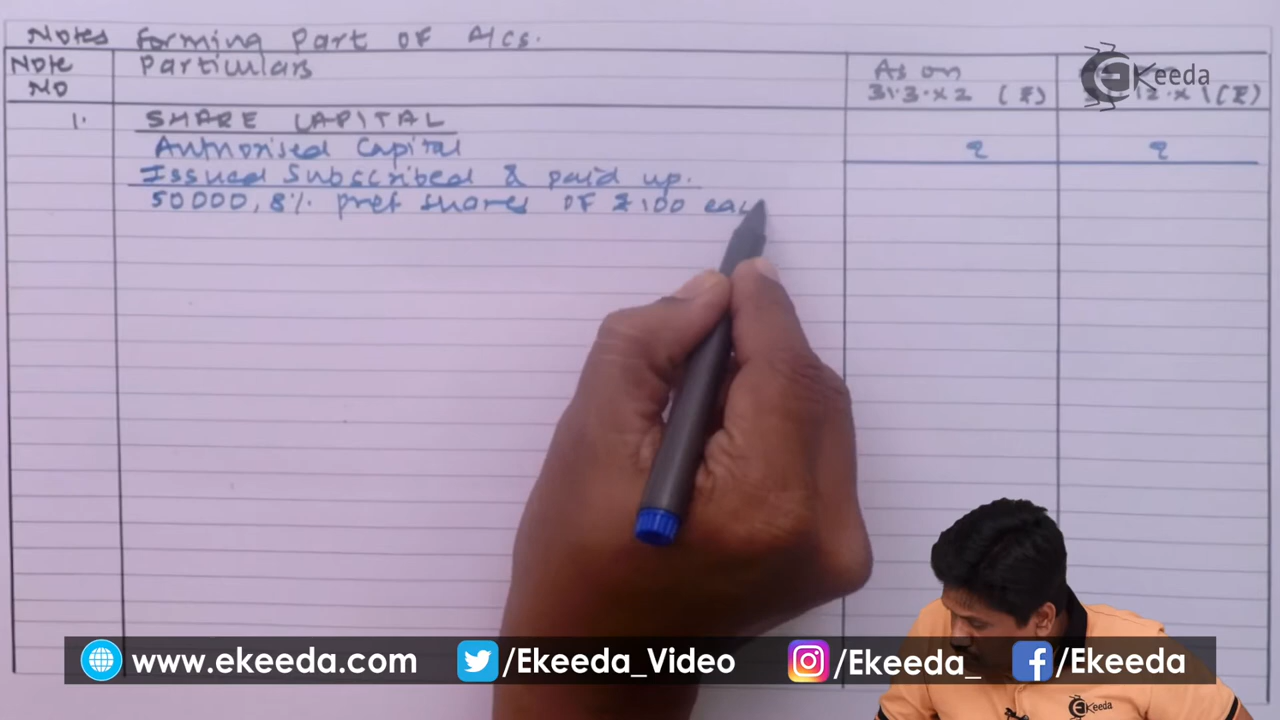 Notes Forming Part OF A/cs.
Note No
Particulars
As on 31.3.x2 (₹)
1.
SHARE CAPITAL
Authorised Capital
?
?
Issued Subscribed & paid up.
50000, 8% pref shares of ₹100 eac
Ekeeda
www.ekeeda.com
/Ekeeda_Video
/Ekeeda_
/Ekeeda
Ekeeda